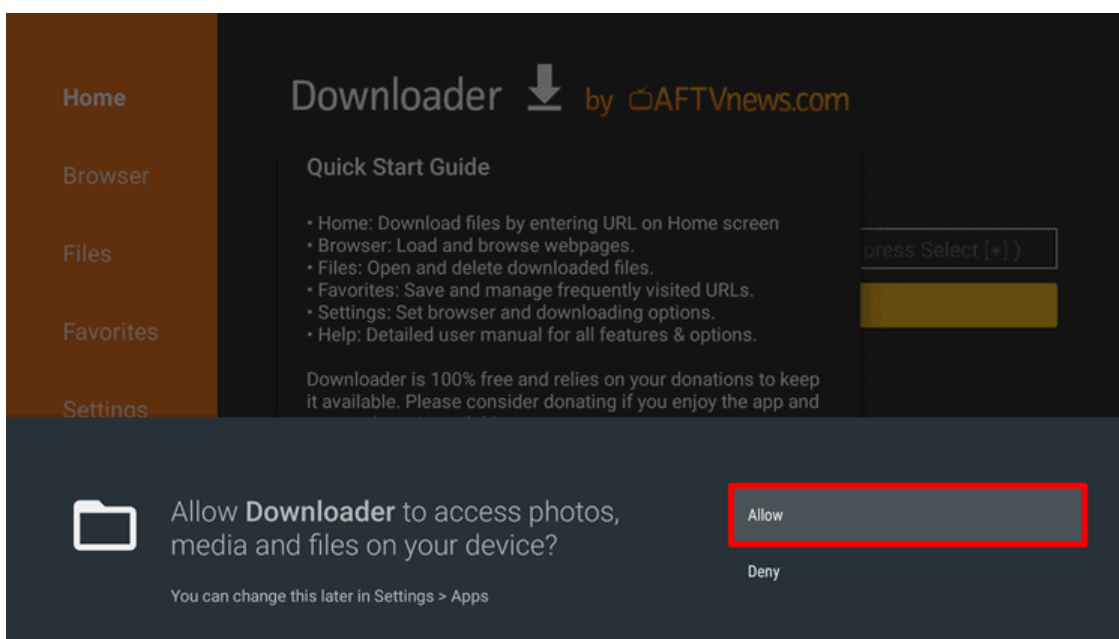 Home
Downloader by AFTVnews.com
Browser
Quick Start Guide
• Home: Download files by entering URL on Home screen
• Browser: Load and browse webpages.
Files
• Files: Open and delete downloaded files.
press Select [●] )
• Favorites: Save and manage frequently visited URLs.
• Settings: Set browser and downloading options.
Favorites
• Help: Detailed user manual for all features & options.
Downloader is 100% free and relies on your donations to keep
Settings
it available. Please consider donating if you enjoy the app and
Allow Downloader to access photos,
media and files on your device?
You can change this later in Settings > Apps
Allow
Deny